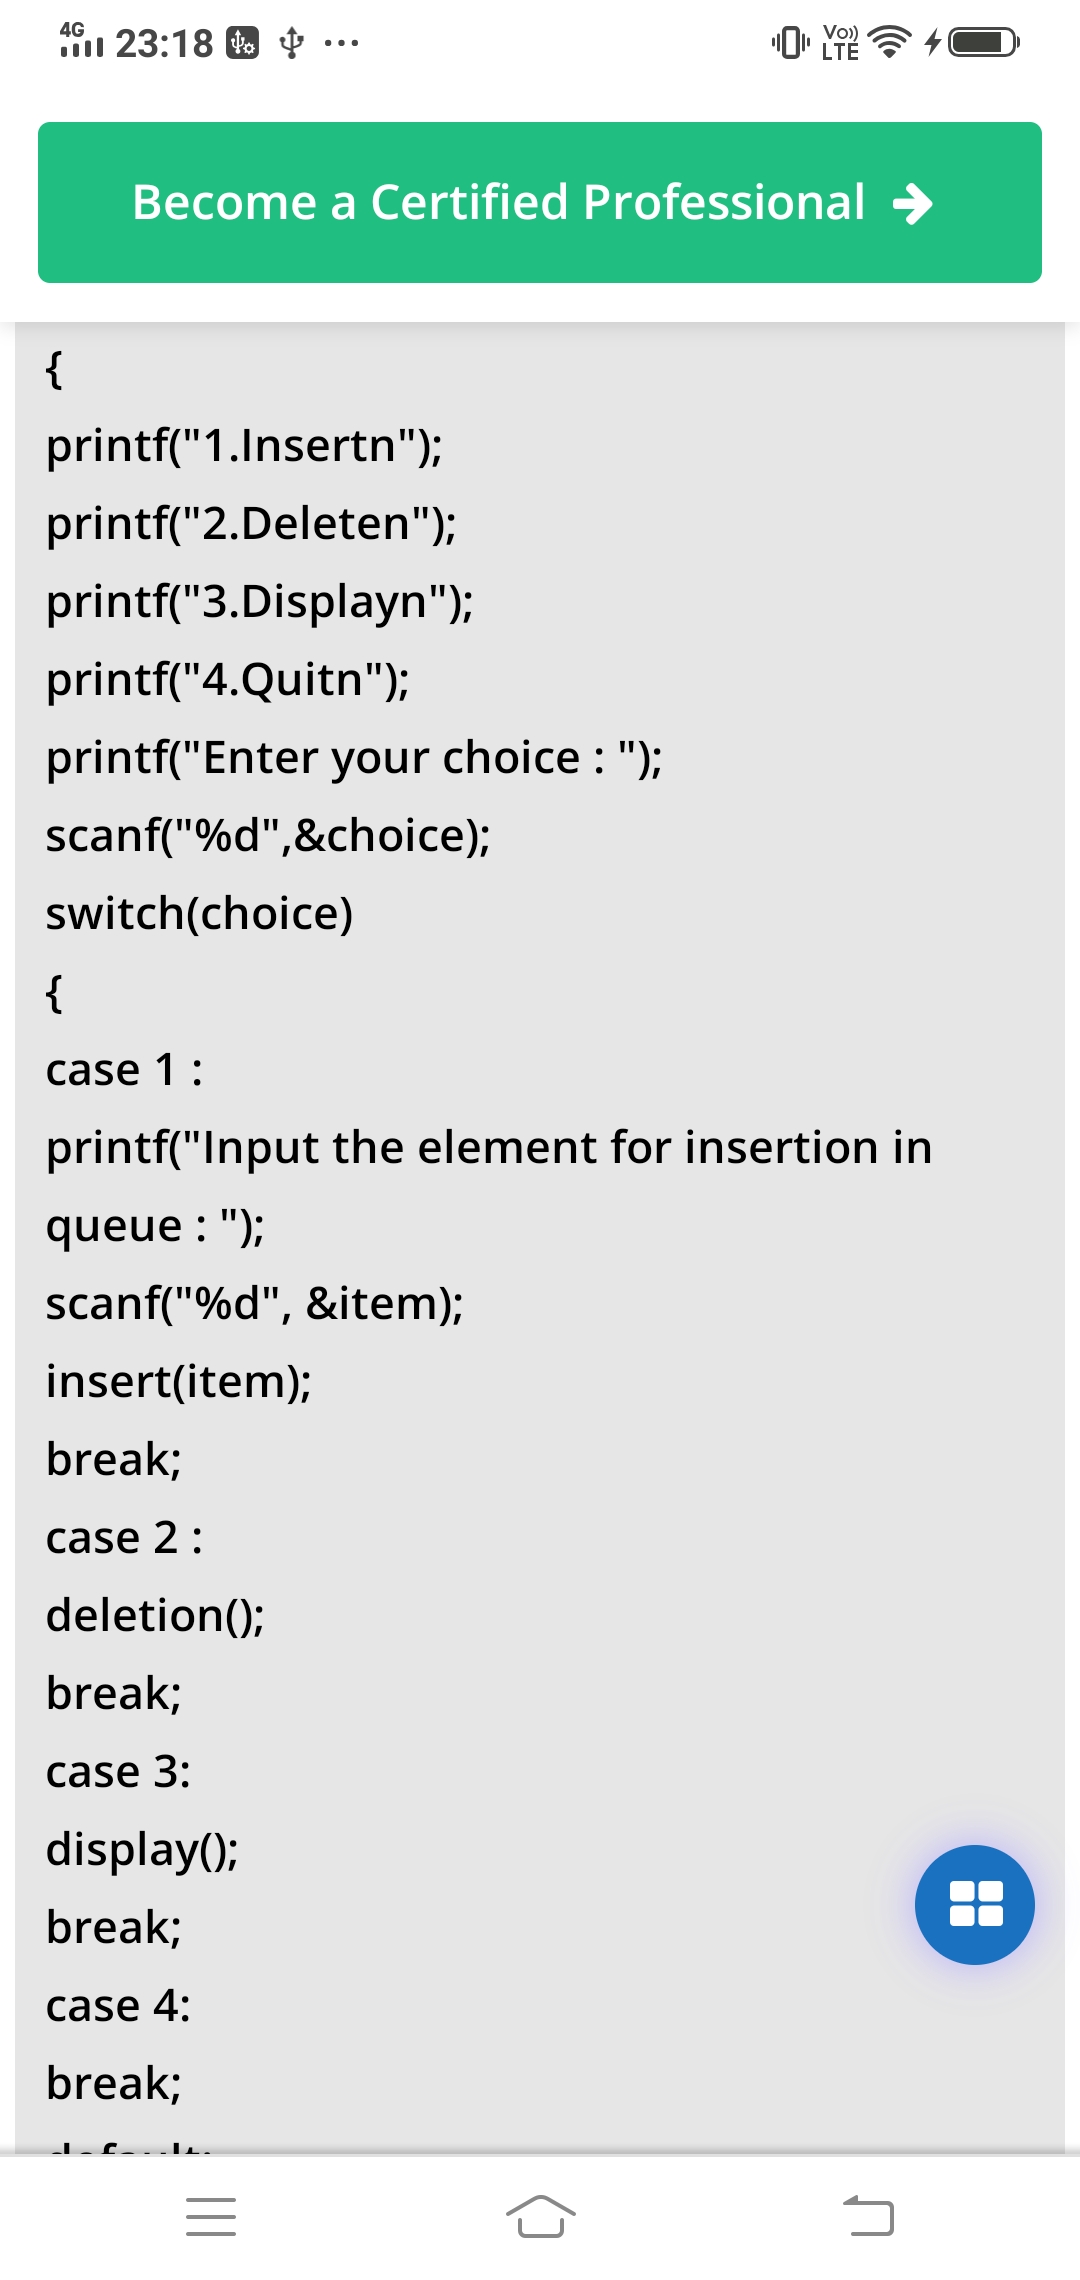 4G 23:18 ... Vo)) LTE
Become a Certified Professional
{
printf("1.Insertn");
printf("2.Deleten");
printf("3.Displayn");
printf("4.Quitn");
printf("Enter your choice : ");
scanf("%d",&choice);
switch(choice)
{
case 1 :
printf("Input the element for insertion in
queue : ");
scanf("%d", &item);
insert(item);
break;
case 2 :
deletion();
break;
case 3:
display();
break;
case 4:
break;
default: